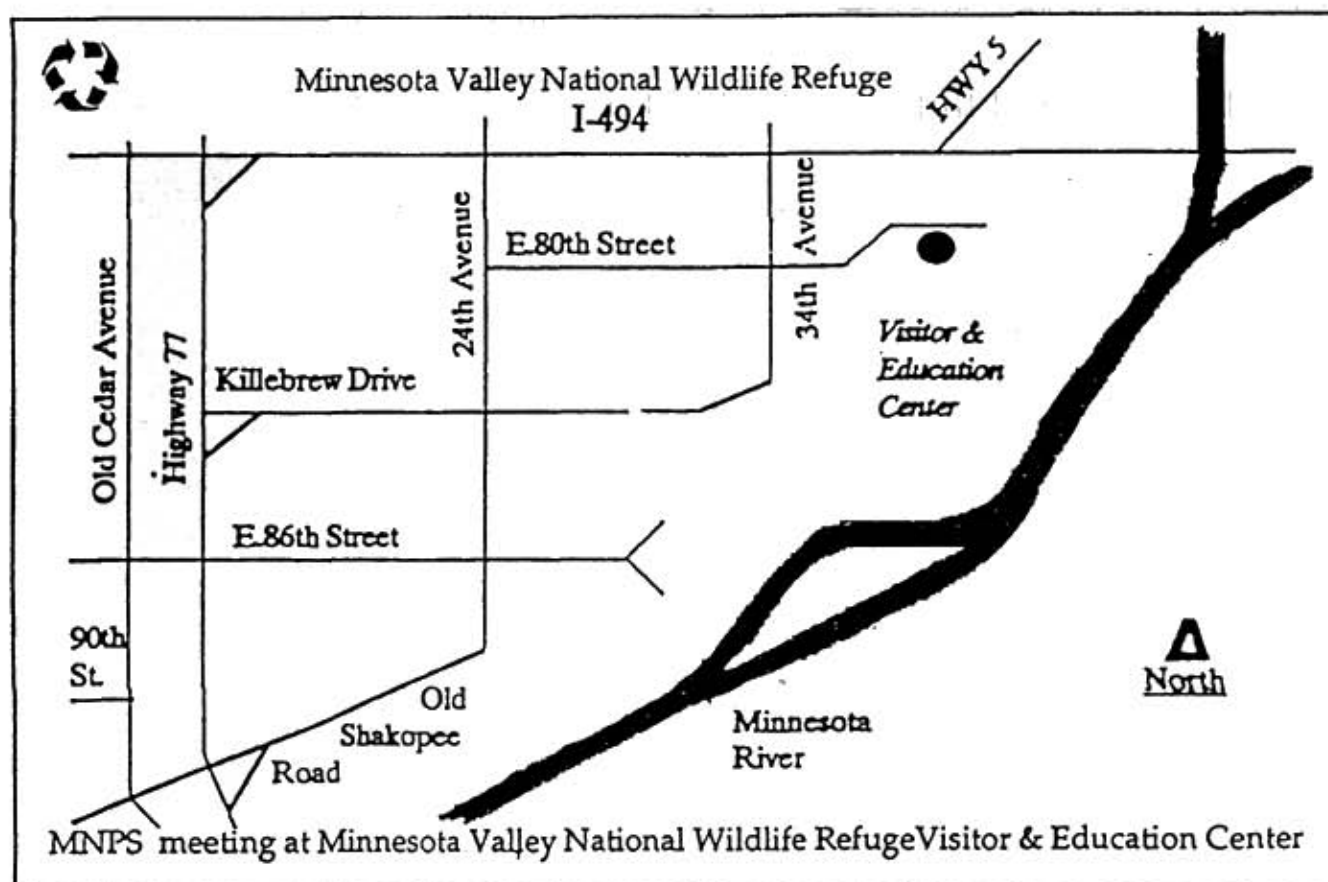 Minnesota Valley National Wildlife Refuge
I-494
HWY 5
Old Cedar Avenue
Highway 77
24th Avenue
34th Avenue
E.80th Street
Visitor &
Education
Center
Killebrew Drive
E.86th Street
90th
St.
Old
Shakopee
Road
Minnesota
River
North
MNPS meeting at Minnesota Valley National Wildlife RefugeVisitor & Education Center